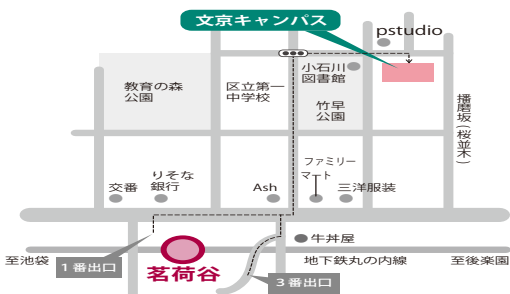 文京キャンパス
pstudio
小石川
図書館
教育の森
公園
区立第一
中学校
竹早
公園
播磨坂(桜並木)
ファミリー
マート
りそな
銀行
交番
Ash
三洋服装
牛丼屋
至池袋
1番出口
茗荷谷
地下鉄丸の内線
至後楽園
3番出口